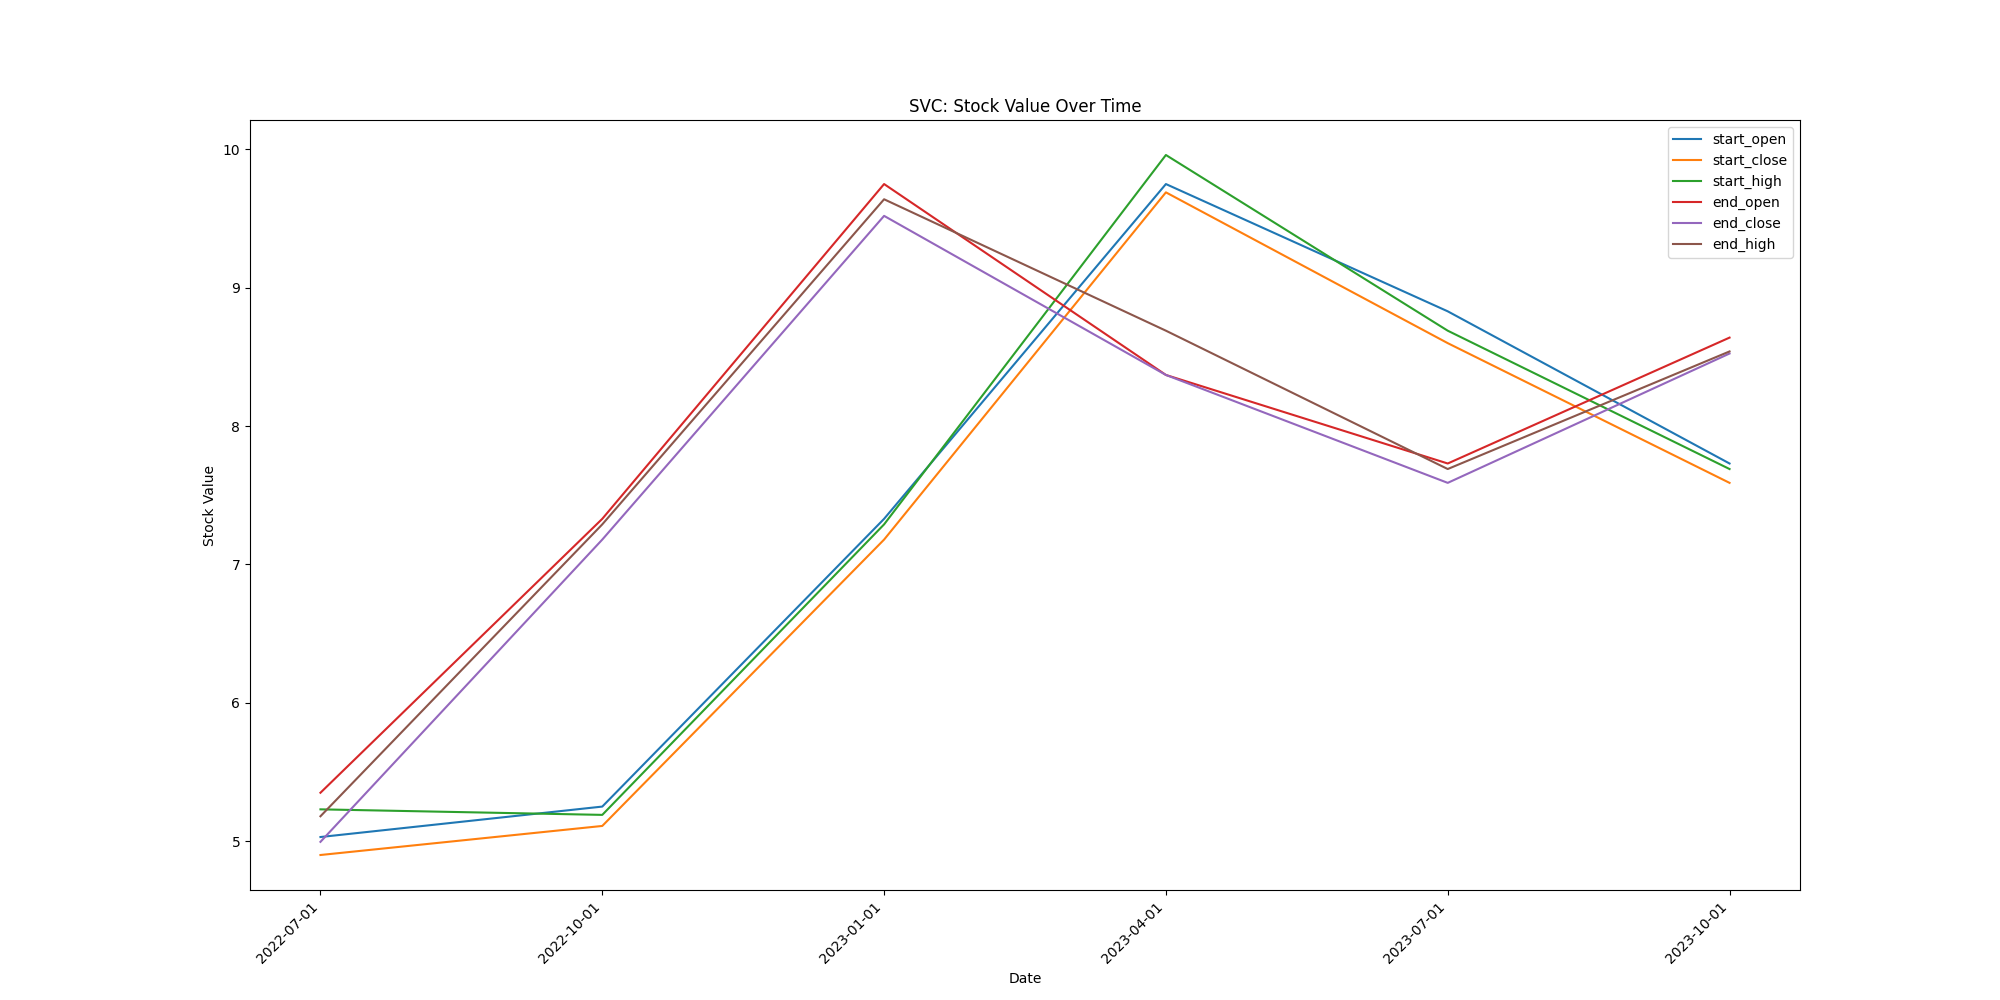 SVC: Stock Value Over Time
start_open
start_close
start_high
end_open
end_close
end_high
Stock Value
10
9
8
7
6
5
2022-07-01
2022-10-01
2023-01-01
2023-04-01
2023-07-01
2023-10-01
Date